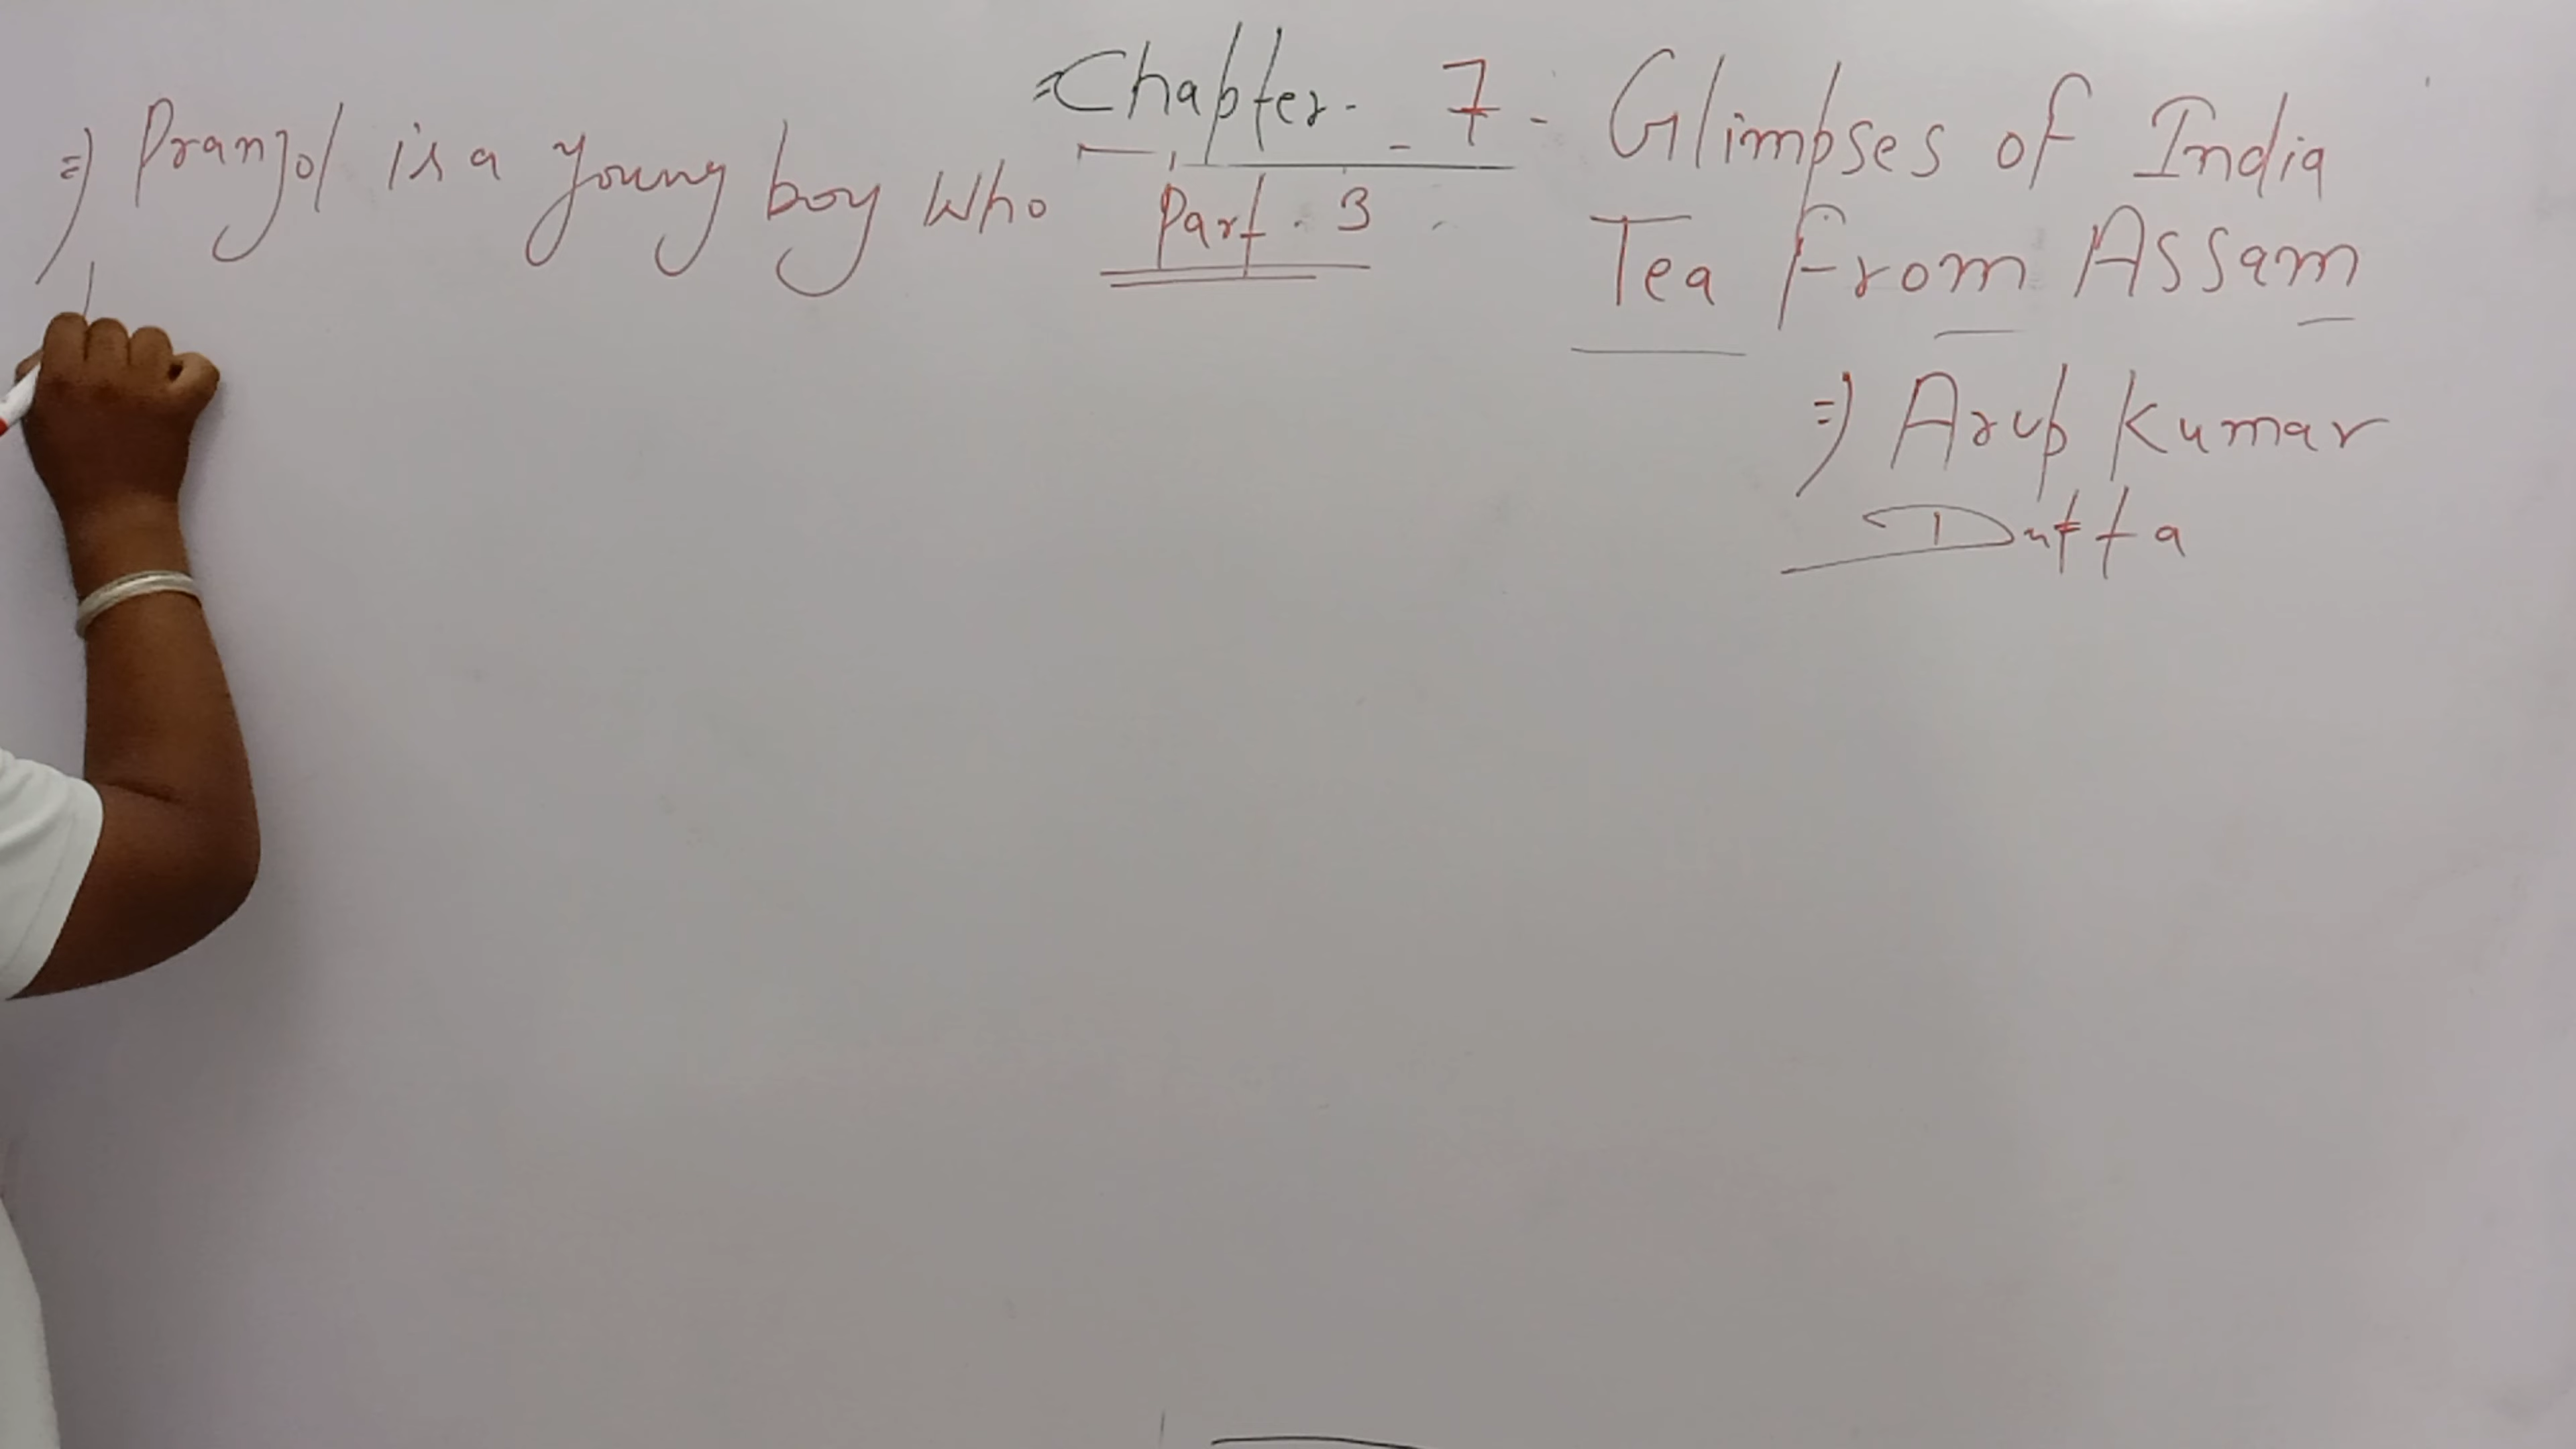 =Chapter - 7 - Glimpses of India
Part - 3
Tea From Assam
=) Arup Kumar
Dutta
=) Pranjol is a young boy Who